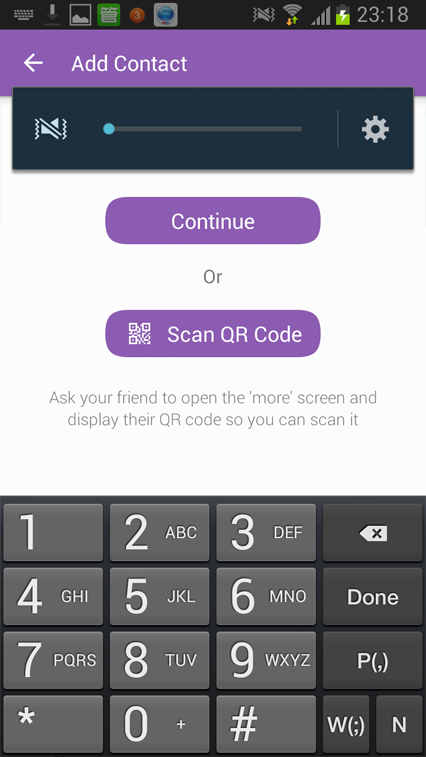 3
23:18
Add Contact
Continue
Or
Scan QR Code
Ask your friend to open the 'more' screen and
display their QR code so you can scan it
1 2 ABC 3 DEF
4 GHI 5 JKL 6 MNO Done
7 PQRS 8 TUV 9 WXYZ P(,)
* 0 + # W(;) N